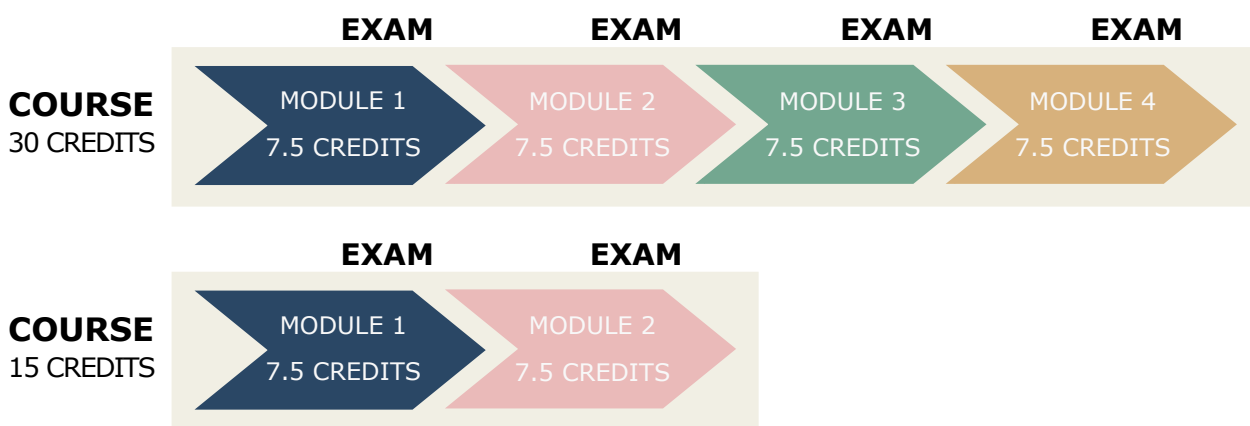 EXAM EXAM EXAM EXAM
COURSE
30 CREDITS
MODULE 1 MODULE 2 MODULE 3 MODULE 4
7.5 CREDITS 7.5 CREDITS 7.5 CREDITS 7.5 CREDITS
EXAM EXAM
COURSE
15 CREDITS
MODULE 1 MODULE 2
7.5 CREDITS 7.5 CREDITS